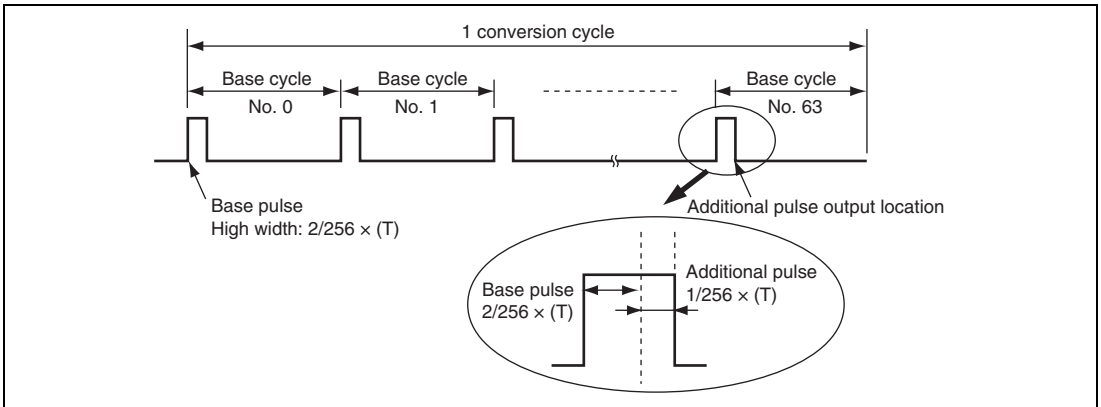 1 conversion cycle
Base cycle
No. 0
Base cycle
No. 1
Base cycle
No. 63
Base pulse
High width: 2/256 × (T)
Additional pulse output location
Base pulse
2/256 × (T)
Additional pulse
1/256 × (T)